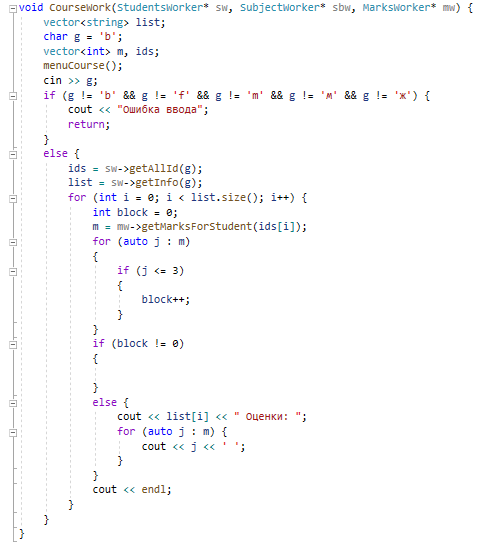 void CourseWork(StudentsWorker* sw, SubjectWorker* sbw, MarksWorker* mw) {
    vector<string> list;
    char g = 'b';
    vector<int> m, ids;
    menuCourse();
    cin >> g;
    if (g != 'b' && g != 'f' && g != 'm' && g != 'м' && g != 'ж') {
        cout << "Ошибка ввода";
        return;
    }
    else {
        ids = sw->getAllId(g);
        list = sw->getInfo(g);
        for (int i = 0; i < list.size(); i++) {
            int block = 0;
            m = mw->getMarksForStudent(ids[i]);
            for (auto j : m)
            {
                if (j <= 3)
                {
                    block++;
                }
            }
            if (block != 0)
            {

            }
            else {
                cout << list[i] << " Оценки: ";
                for (auto j : m) {
                    cout << j << ' ';
                }
            }
            cout << endl;
        }
    }
}